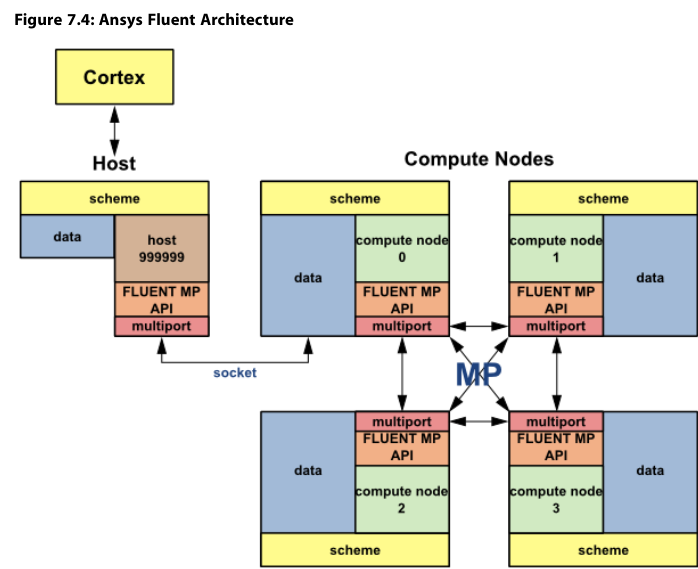 Figure 7.4: Ansys Fluent Architecture
Cortex
Host
scheme
data
host
999999
FLUENT MP
API
multiport
socket
Compute Nodes
scheme
data
compute node
0
FLUENT MP
API
multiport
scheme
compute node
1
data
FLUENT MP
API
multiport
MP
multiport
FLUENT MP
API
data
compute node
2
scheme
multiport
FLUENT MP
API
data
compute node
3
scheme